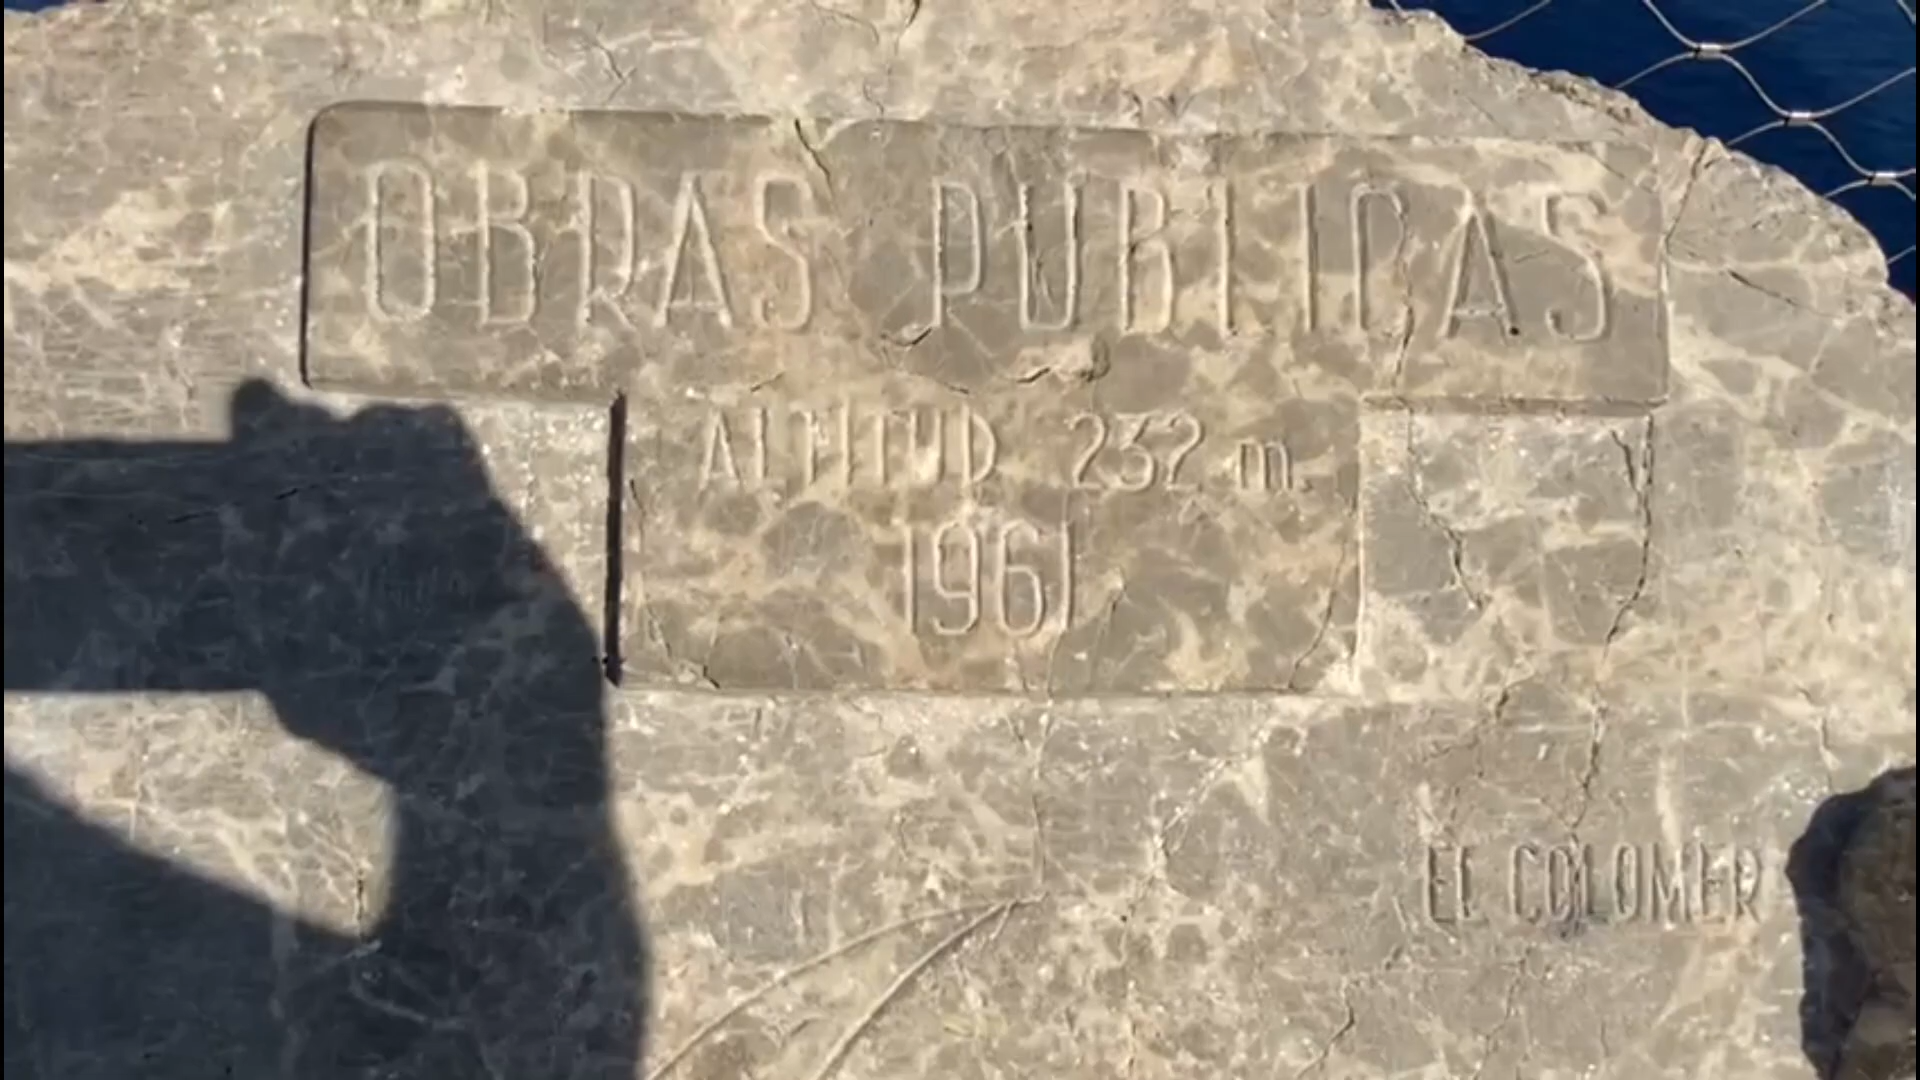 OBRAS PUBLICAS
ALTITUD 232 m.
1961
EL COLOMER